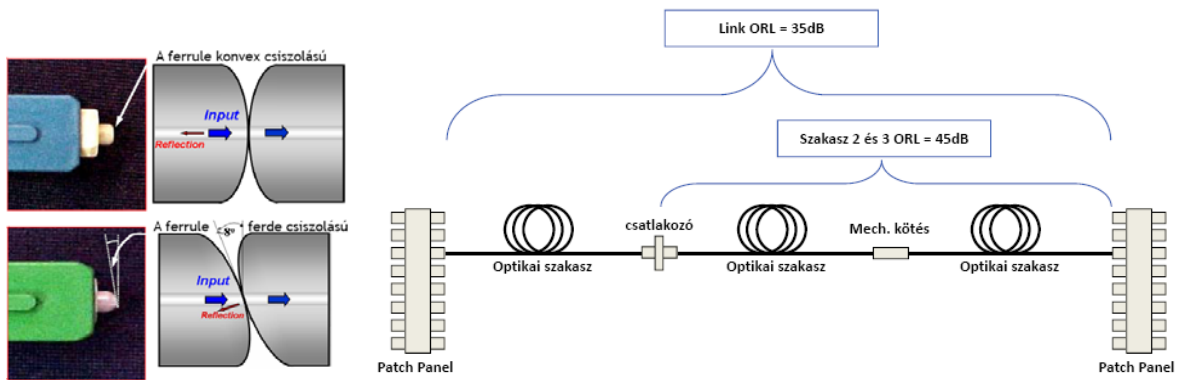 A ferrule konvex csiszolású
Input
Reflection
A ferrule ferde csiszolású
8º
Input
Reflection
Link ORL = 35dB
Szakasz 2 és 3 ORL = 45dB
csatlakozó
Mech. kötés
Optikai szakasz
Optikai szakasz
Optikai szakasz
Patch Panel
Patch Panel